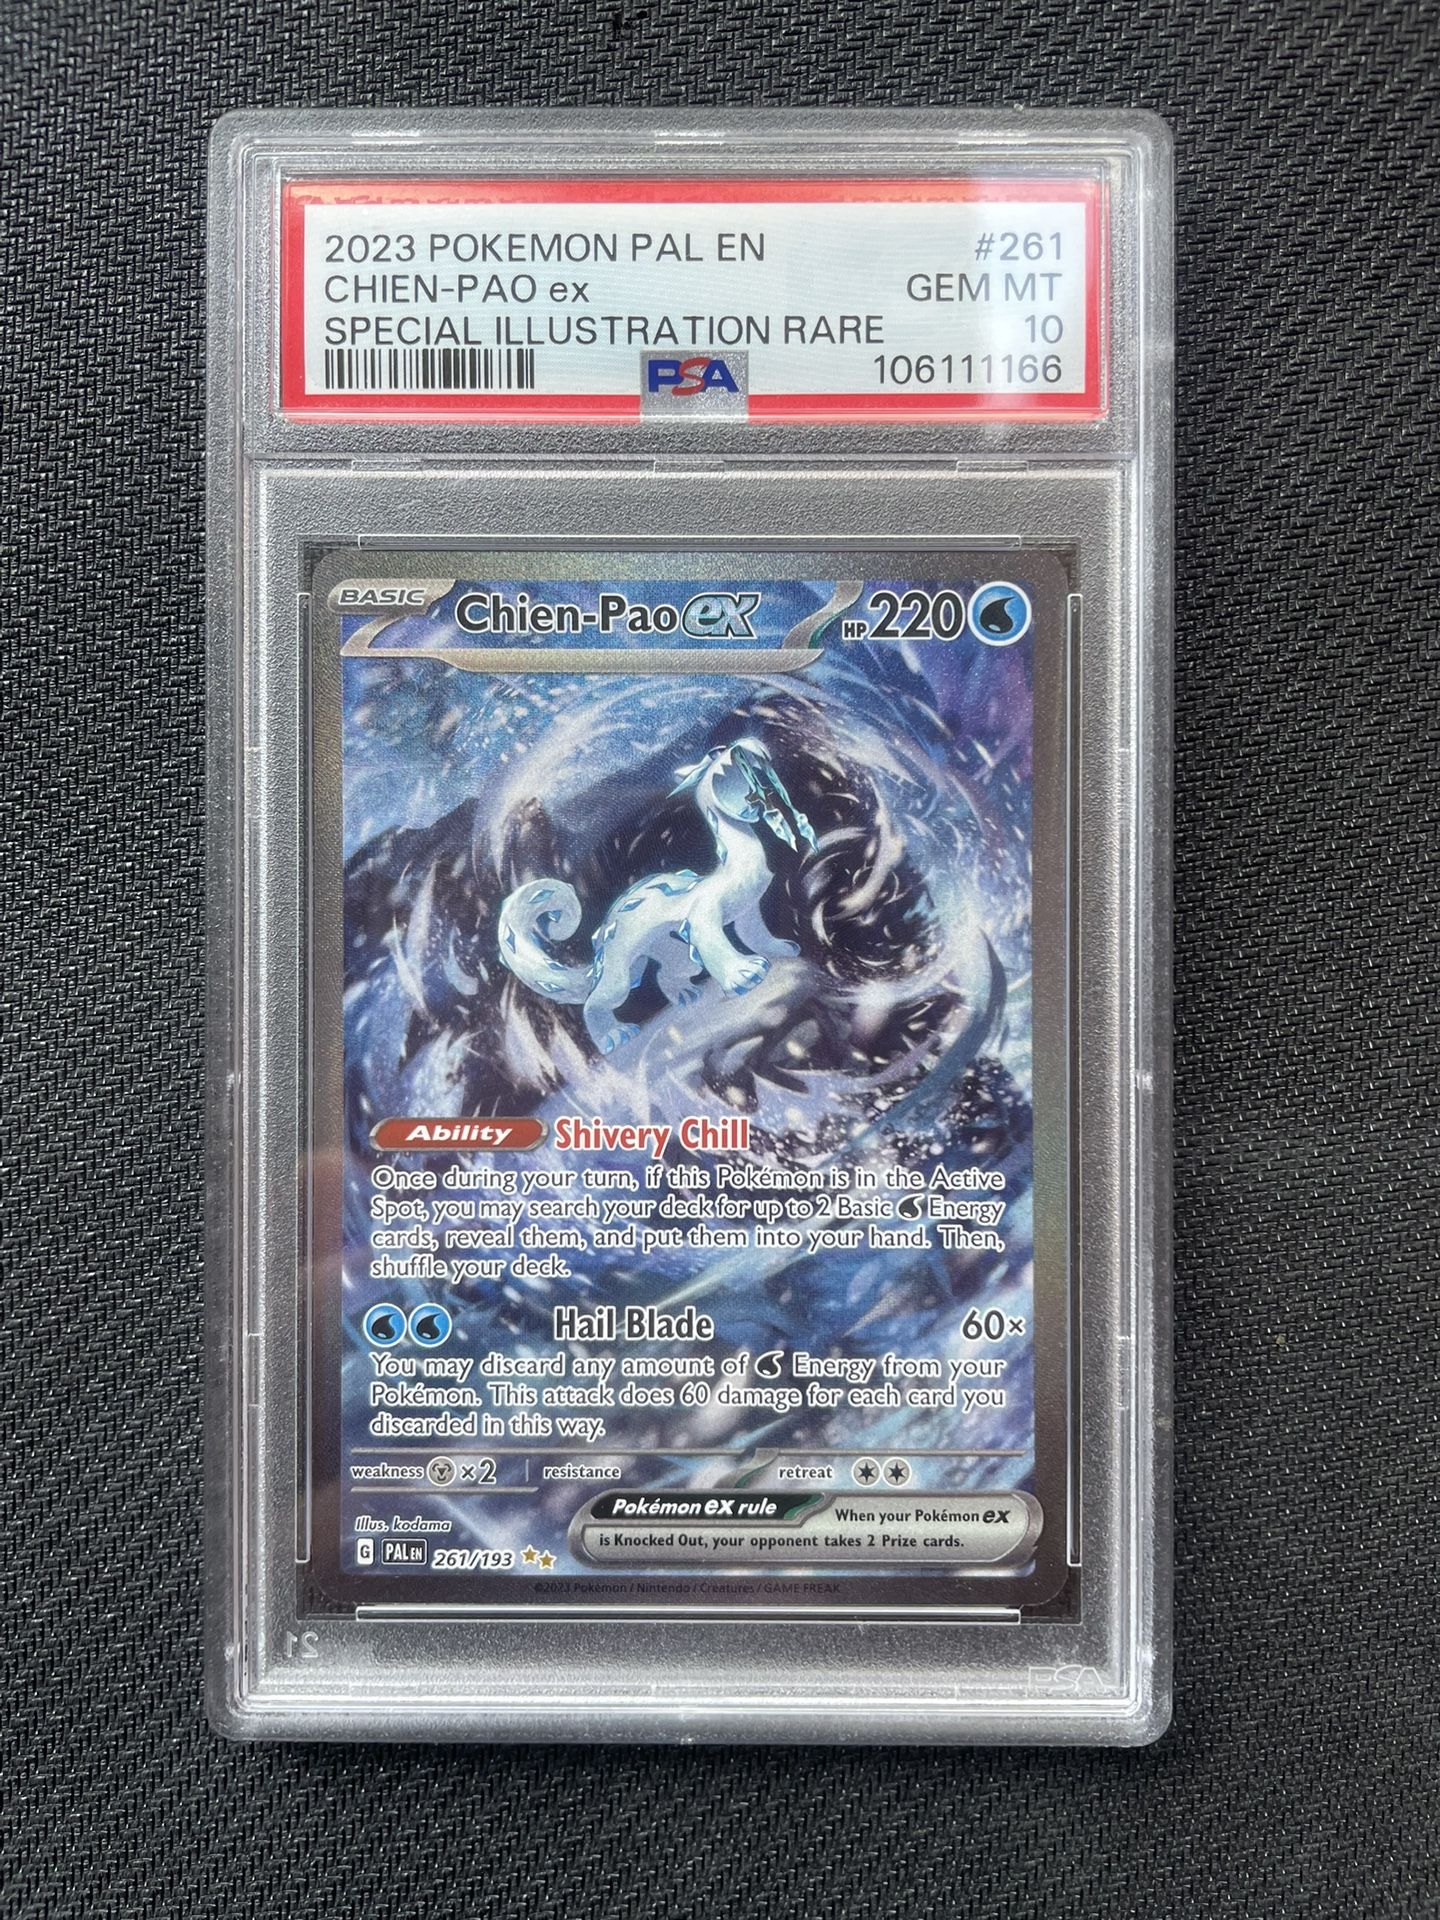 2023 POKEMON PAL EN #261
CHIEN-PAO ex GEM MT
SPECIAL ILLUSTRATION RARE 10
PSA 106111166
BASIC Chien-Pao ex HP 220
Ability Shivery Chill
Once during your turn, if this Pokémon is in the Active
Spot, you may search your deck for up to 2 Basic Energy
cards, reveal them, and put them into your hand. Then,
shuffle your deck.
Hail Blade 60×
You may discard any amount of Energy from your
Pokémon. This attack does 60 damage for each card you
discarded in this way.
weakness ×2 resistance retreat
Pokémon ex rule When your Pokémon ex
is Knocked Out, your opponent takes 2 Prize cards.
Illus. kodama
G PAL EN 261/193
©2023 Pokémon / Nintendo / Creatures / GAME FREAK
21 PSA